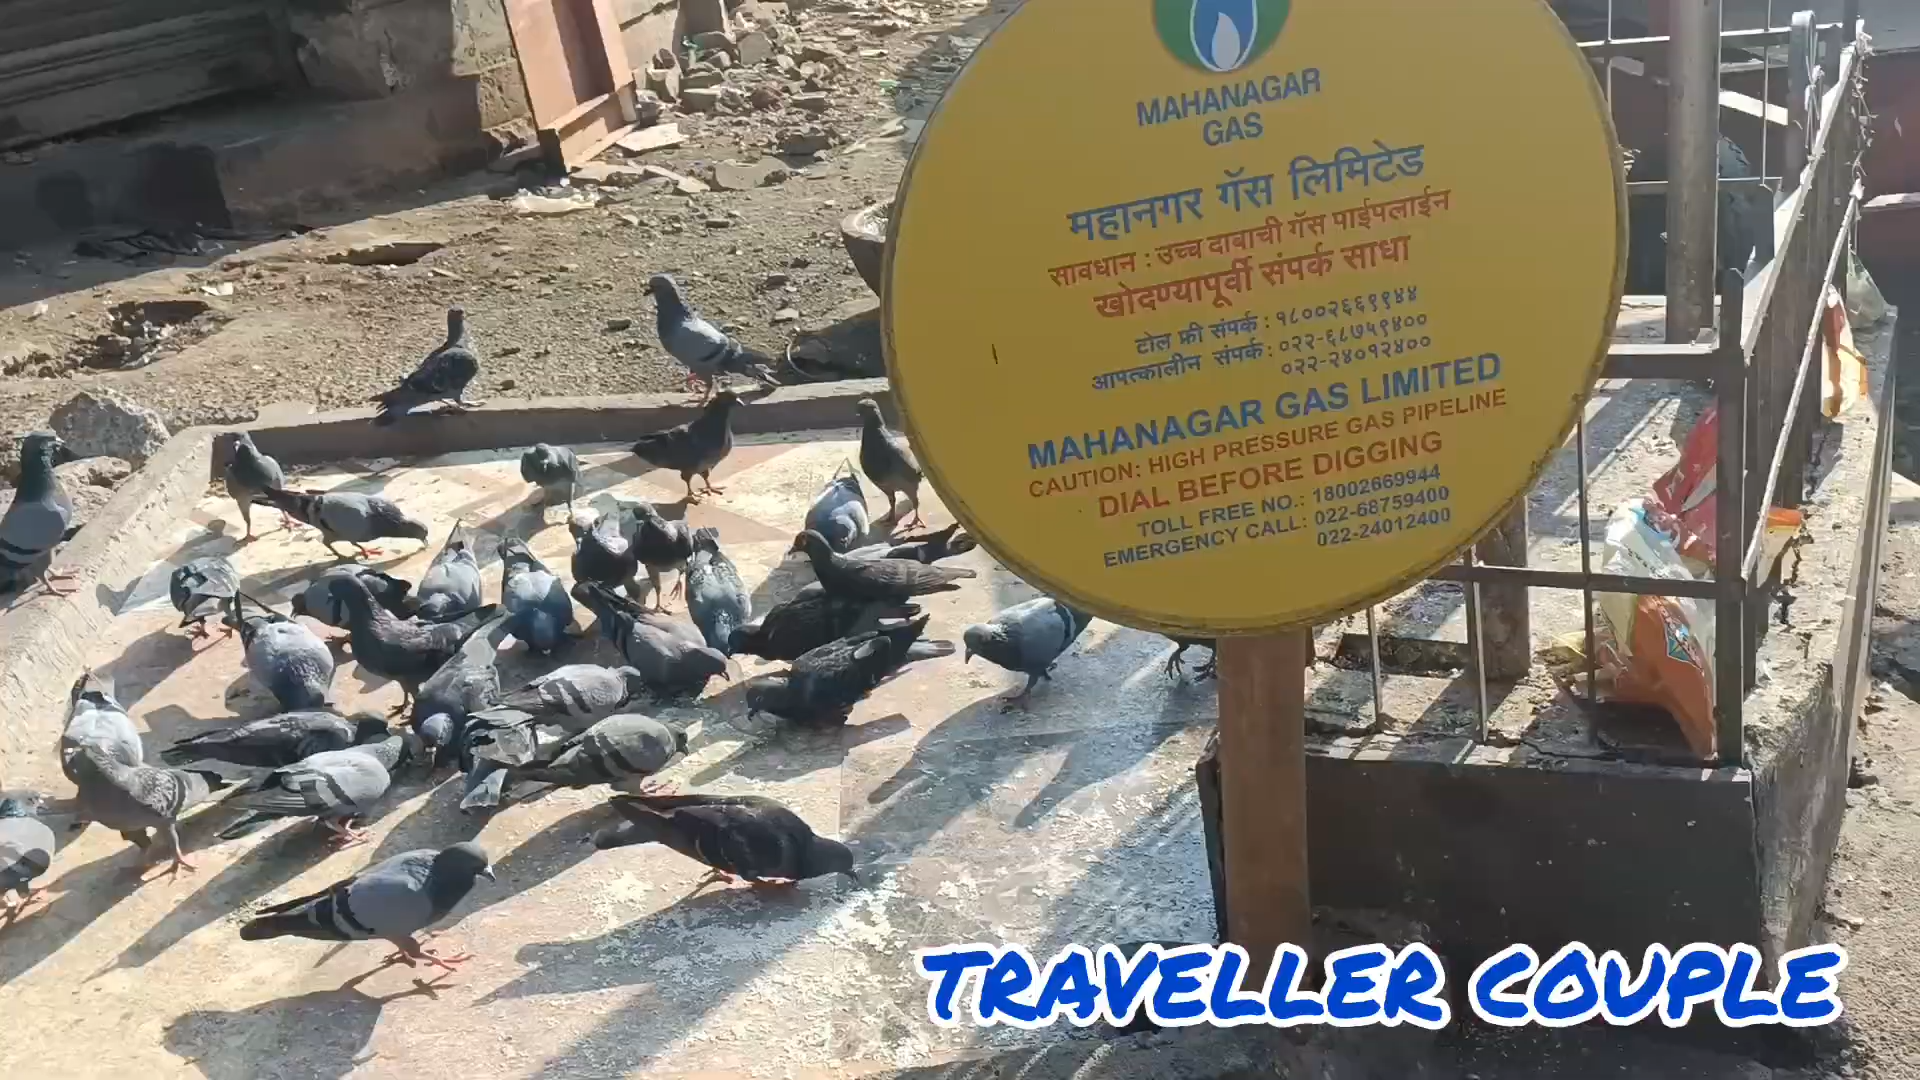 MAHANAGAR
GAS
महानगर गॅस लिमिटेड
सावधान : उच्च दाबाची गॅस पाईपलाईन
खोदण्यापूर्वी संपर्क साधा
टोल फ्री संपर्क : १८००२६६९९४४
आपत्कालीन संपर्क : ०२२-६८७५९४००
०२२-२४०१२४००
MAHANAGAR GAS LIMITED
CAUTION: HIGH PRESSURE GAS PIPELINE
DIAL BEFORE DIGGING
TOLL FREE NO.: 18002669944
EMERGENCY CALL: 022-68759400
022-24012400
TRAVELLER COUPLE